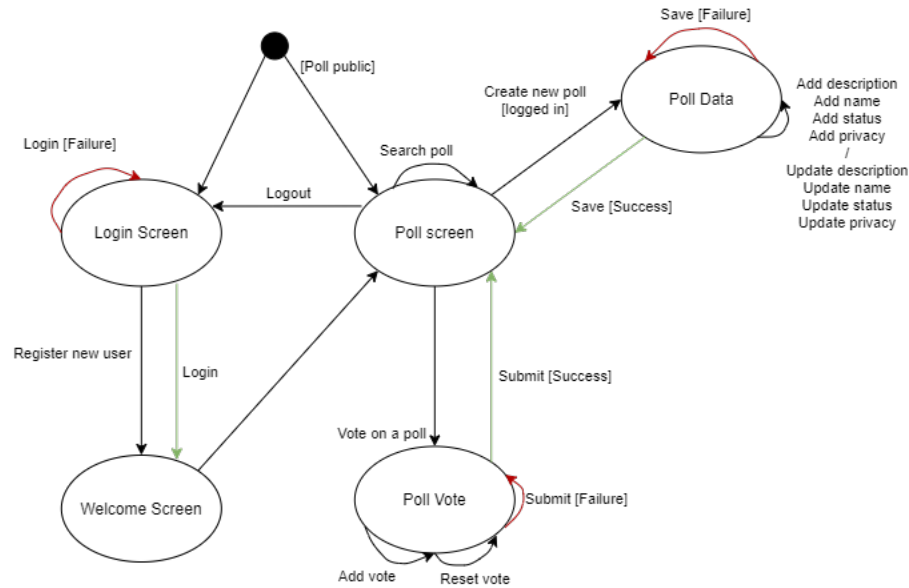 Save [Failure]
[Poll public]
Create new poll
[logged in]
Poll Data
Add description
Add name
Add status
Add privacy
/
Update description
Update name
Update status
Update privacy
Login [Failure]
Search poll
Logout
Save [Success]
Login Screen
Poll screen
Register new user
Login
Submit [Success]
Vote on a poll
Welcome Screen
Poll Vote
Submit [Failure]
Add vote
Reset vote